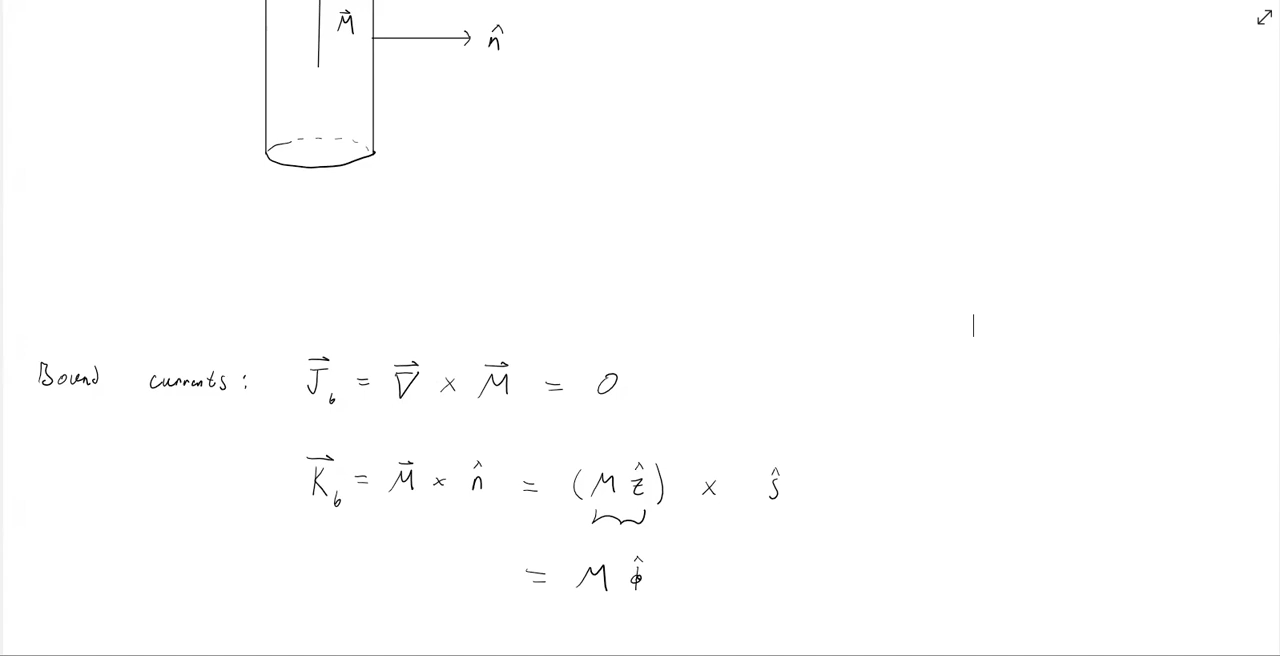 M⃗
n̂
Bound currents: J⃗_b = ∇⃗ × M⃗ = 0
K⃗_b = M⃗ × n̂ = (M ẑ) × ŝ
= M φ̂